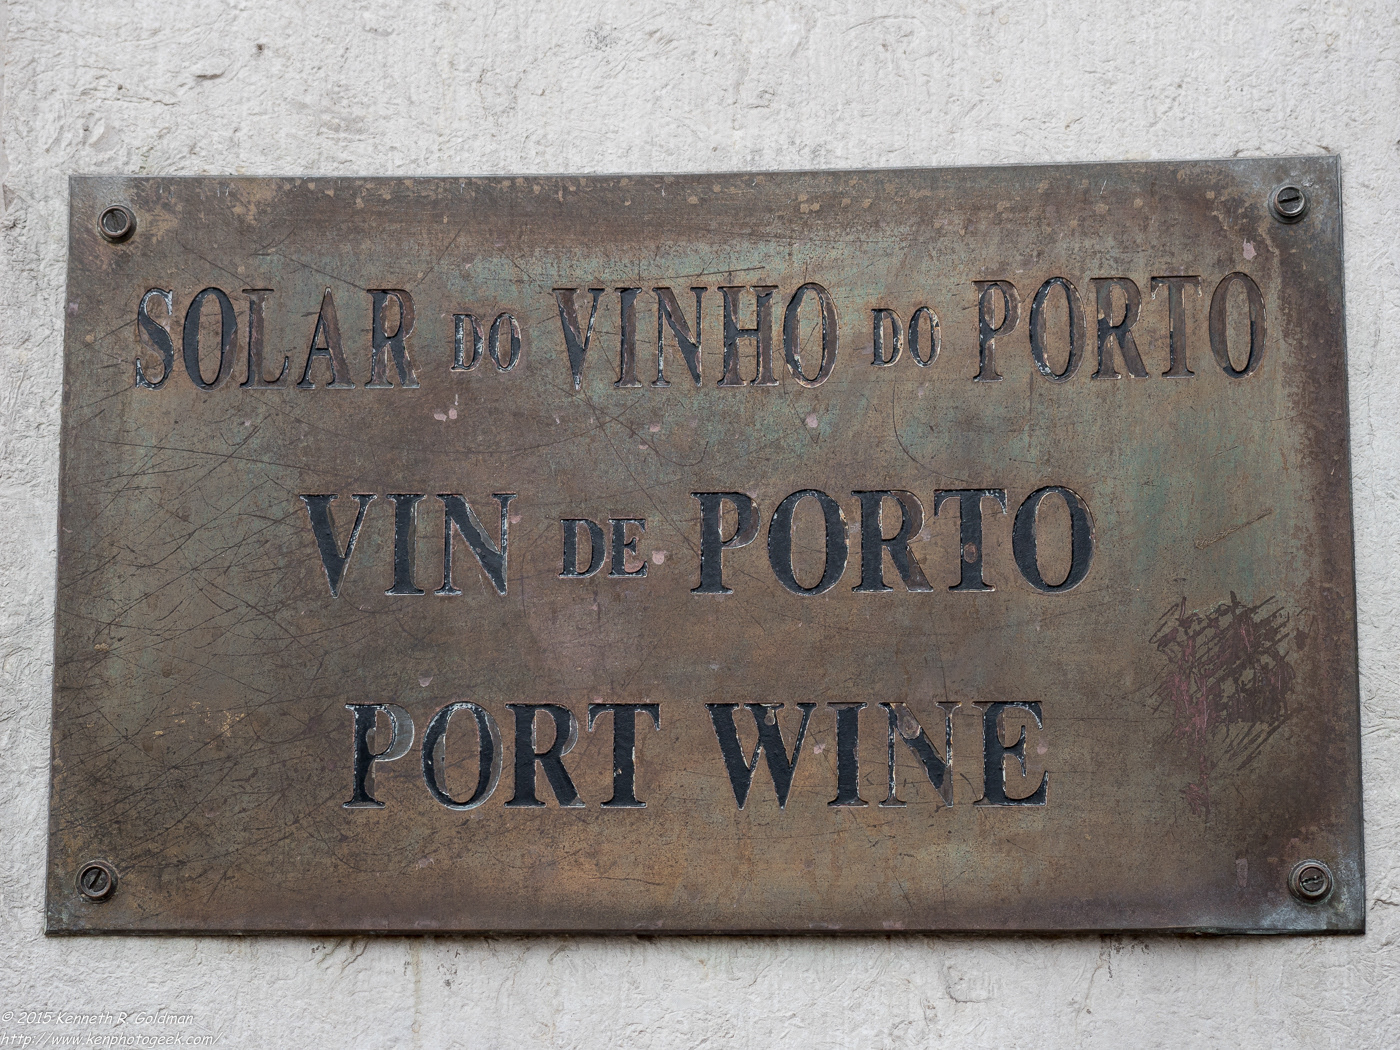 SOLAR DO VINHO DO PORTO
VIN DE PORTO
PORT WINE
© 2015 Kenneth R. Goldman
http://www.kenphotogeek.com/